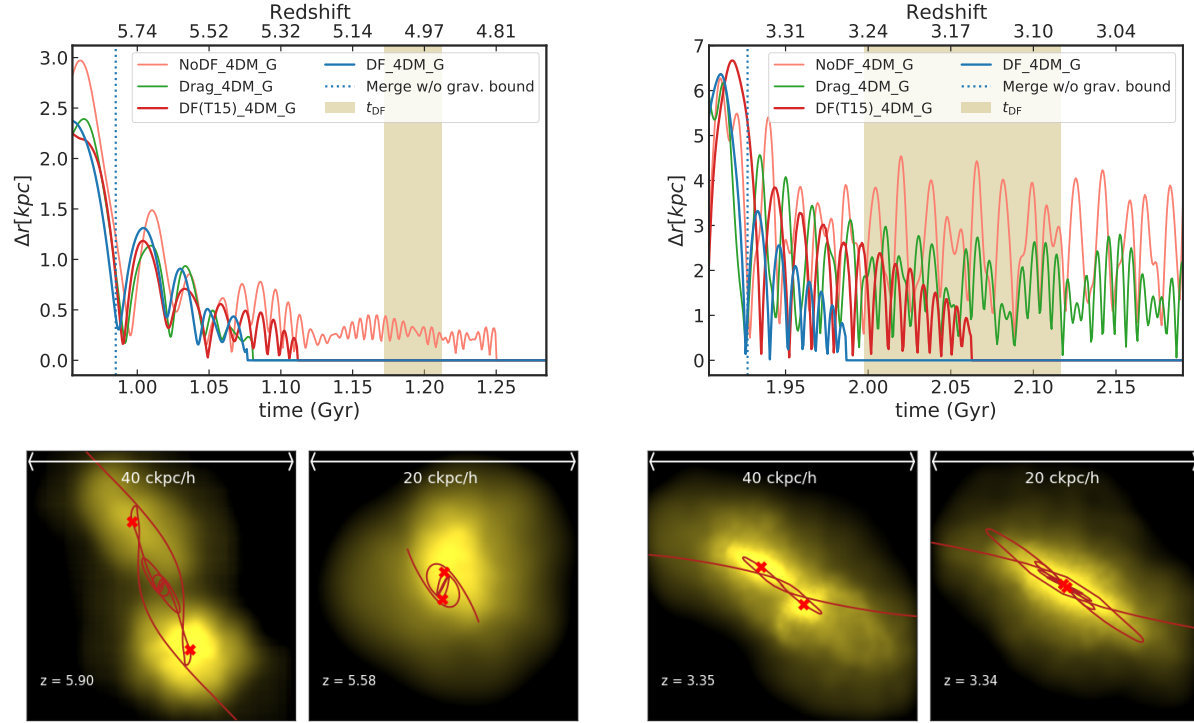 Redshift
5.74 5.52 5.32 5.14 4.97 4.81
3.0
2.5
2.0
1.5
1.0
0.5
0.0
Δr[kpc]
NoDF_4DM_G
Drag_4DM_G
DF(T15)_4DM_G
DF_4DM_G
Merge w/o grav. bound
tDF
1.00 1.05 1.10 1.15 1.20 1.25
time (Gyr)
Redshift
3.31 3.24 3.17 3.10 3.04
7
6
5
4
3
2
1
0
Δr[kpc]
NoDF_4DM_G
Drag_4DM_G
DF(T15)_4DM_G
DF_4DM_G
Merge w/o grav. bound
tDF
1.95 2.00 2.05 2.10 2.15
time (Gyr)
40 ckpc/h
z = 5.90
20 ckpc/h
z = 5.58
40 ckpc/h
z = 3.35
20 ckpc/h
z = 3.34